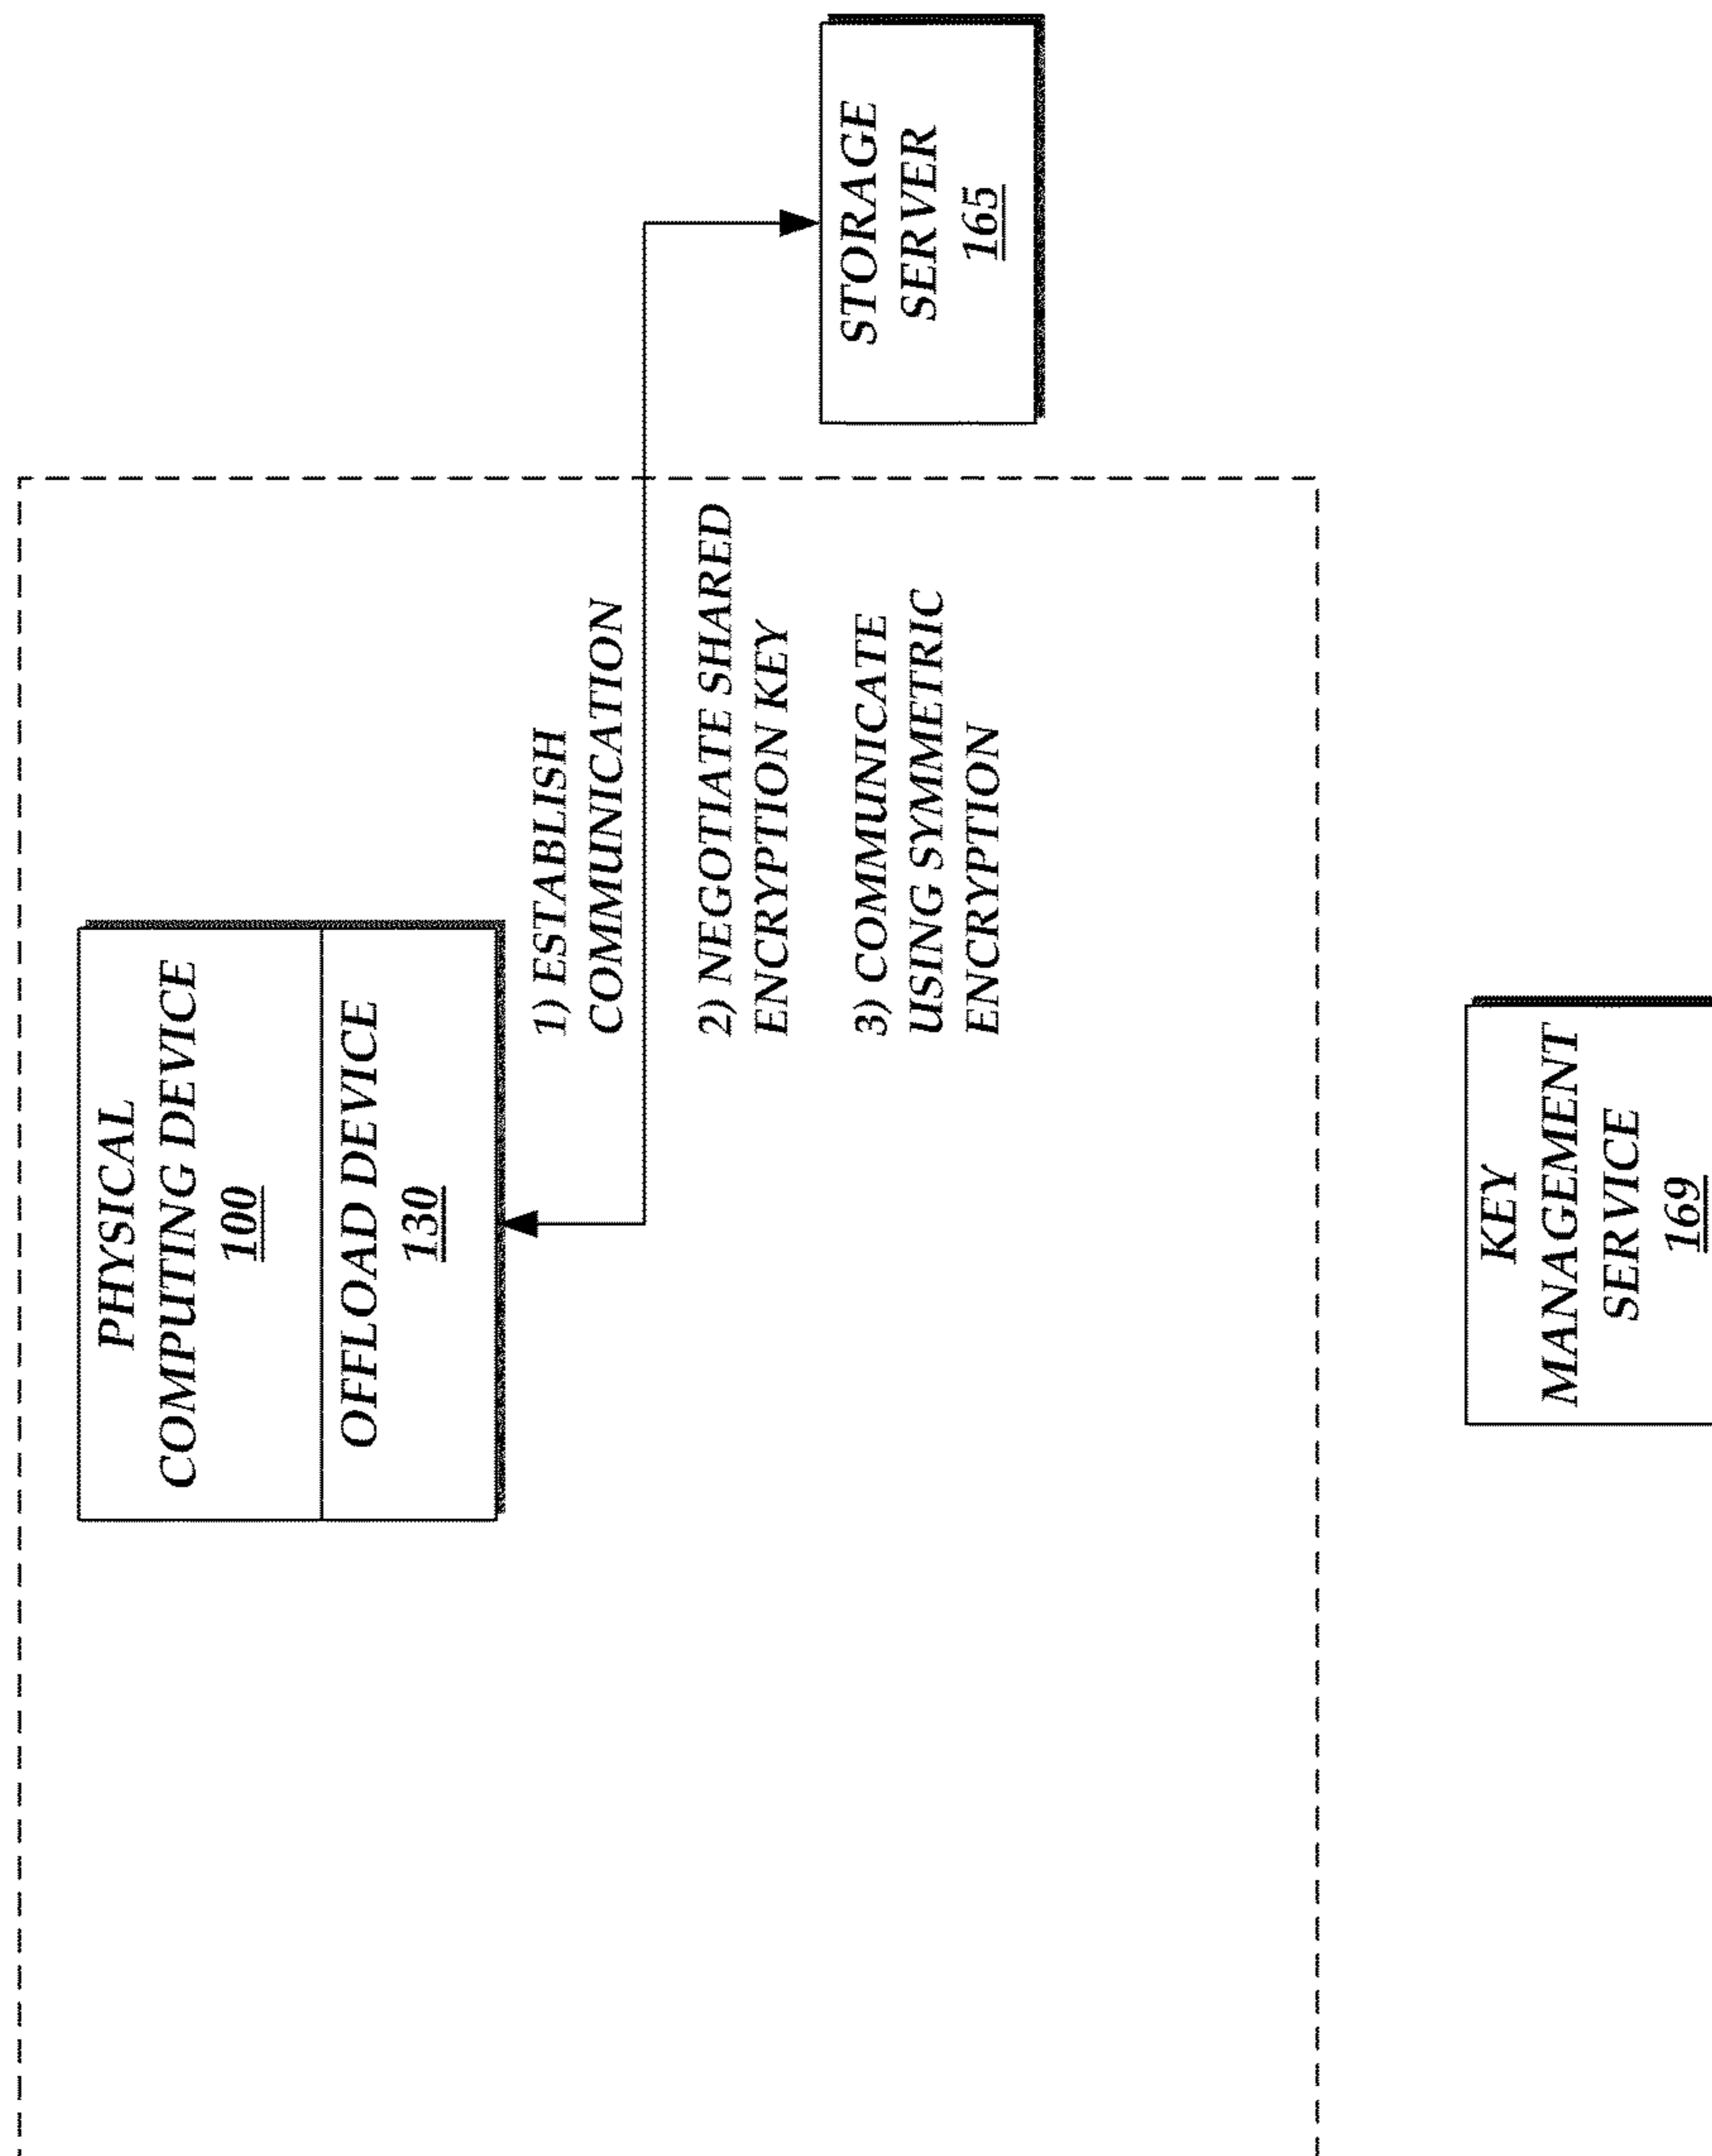 PHYSICAL
COMPUTING DEVICE
100
OFFLOAD DEVICE
130
1) ESTABLISH
COMMUNICATION
2) NEGOTIATE SHARED
ENCRYPTION KEY
3) COMMUNICATE
USING SYMMETRIC
ENCRYPTION
STORAGE
SERVER
165
KEY
MANAGEMENT
SERVICE
169